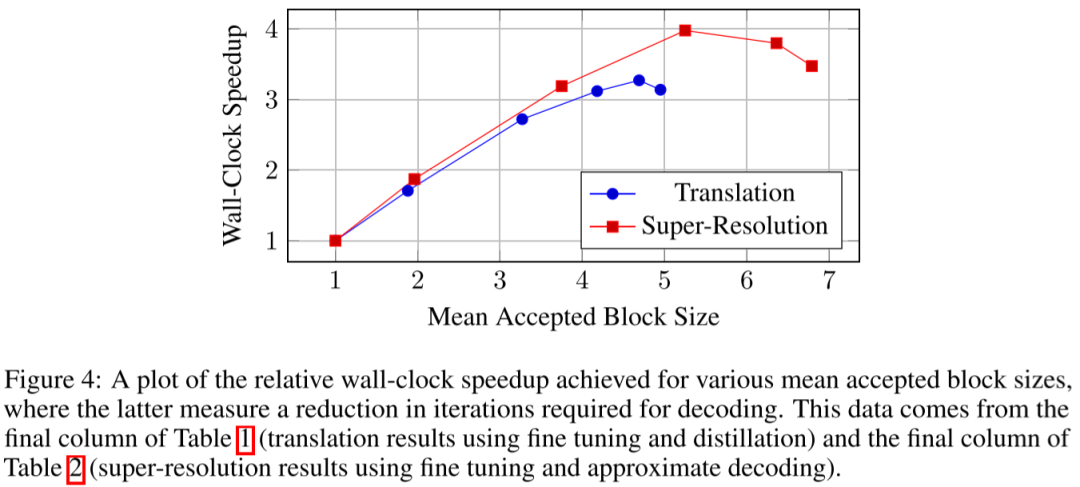 4
3
2
1
Wall-Clock Speedup
Translation
Super-Resolution
1 2 3 4 5 6 7
Mean Accepted Block Size
Figure 4: A plot of the relative wall-clock speedup achieved for various mean accepted block sizes,
where the latter measure a reduction in iterations required for decoding. This data comes from the
final column of Table 1 (translation results using fine tuning and distillation) and the final column of
Table 2 (super-resolution results using fine tuning and approximate decoding).